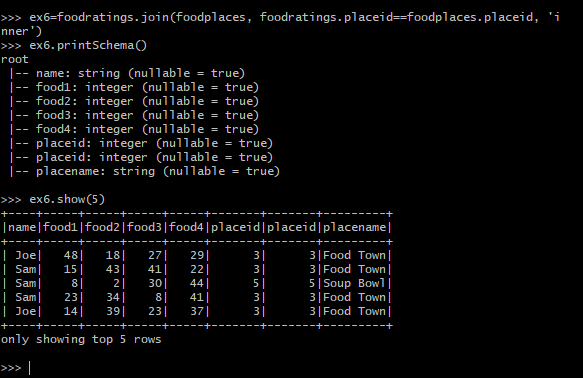 >>> ex6=foodratings.join(foodplaces, foodratings.placeid==foodplaces.placeid, 'i
nner')
>>> ex6.printSchema()
root
 |-- name: string (nullable = true)
 |-- food1: integer (nullable = true)
 |-- food2: integer (nullable = true)
 |-- food3: integer (nullable = true)
 |-- food4: integer (nullable = true)
 |-- placeid: integer (nullable = true)
 |-- placeid: integer (nullable = true)
 |-- placename: string (nullable = true)
>>> ex6.show(5)
+----+-----+-----+-----+-----+-------+-------+---------+
|name|food1|food2|food3|food4|placeid|placeid|placename|
+----+-----+-----+-----+-----+-------+-------+---------+
| Joe|   48|   18|   27|   29|      3|      3|Food Town|
| Sam|   15|   43|   41|   22|      3|      3|Food Town|
| Sam|    8|    2|   30|   44|      5|      5|Soup Bowl|
| Sam|   23|   34|    8|   41|      3|      3|Food Town|
| Joe|   14|   39|   23|   37|      3|      3|Food Town|
+----+-----+-----+-----+-----+-------+-------+---------+
only showing top 5 rows
>>>